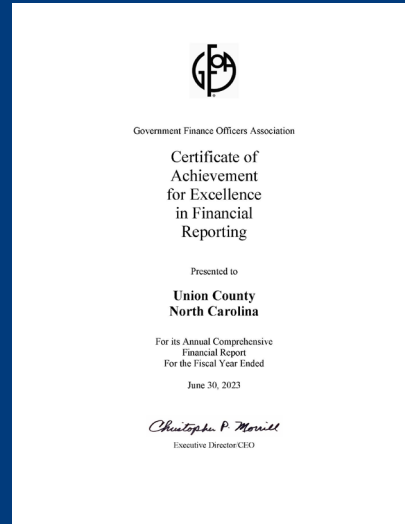 GFOA
Government Finance Officers Association
Certificate of
Achievement
for Excellence
in Financial
Reporting
Presented to
Union County
North Carolina
For its Annual Comprehensive
Financial Report
For the Fiscal Year Ended
June 30, 2023
Christopher P. Morrill
Executive Director/CEO